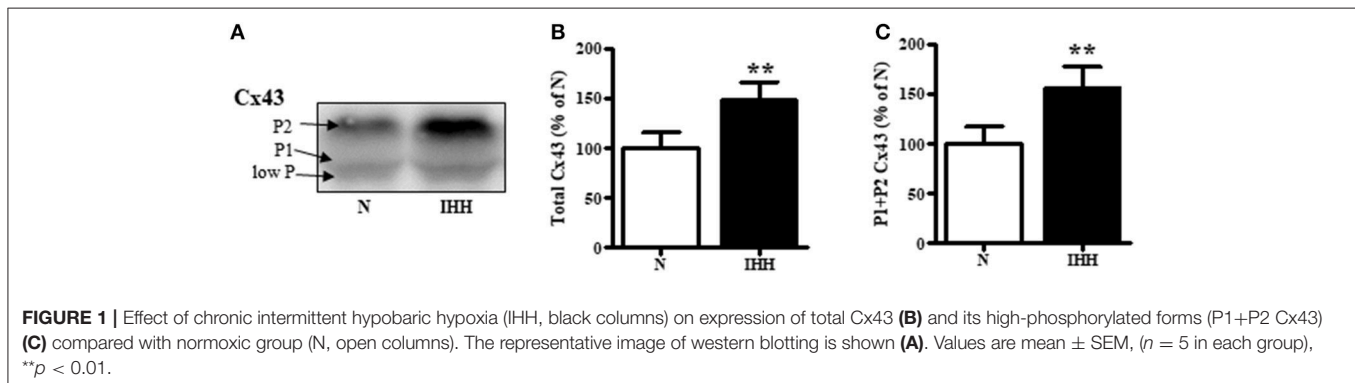 A
Cx43
P2
P1
low P
N IHH
B
200
150
100
50
0
Total Cx43 (% of N)
**
N IHH
C
200
150
100
50
0
P1+P2 Cx43 (% of N)
**
N IHH
FIGURE 1 | Effect of chronic intermittent hypobaric hypoxia (IHH, black columns) on expression of total Cx43 (B) and its high-phosphorylated forms (P1+P2 Cx43)
(C) compared with normoxic group (N, open columns). The representative image of western blotting is shown (A). Values are mean ± SEM, (n = 5 in each group),
**p < 0.01.